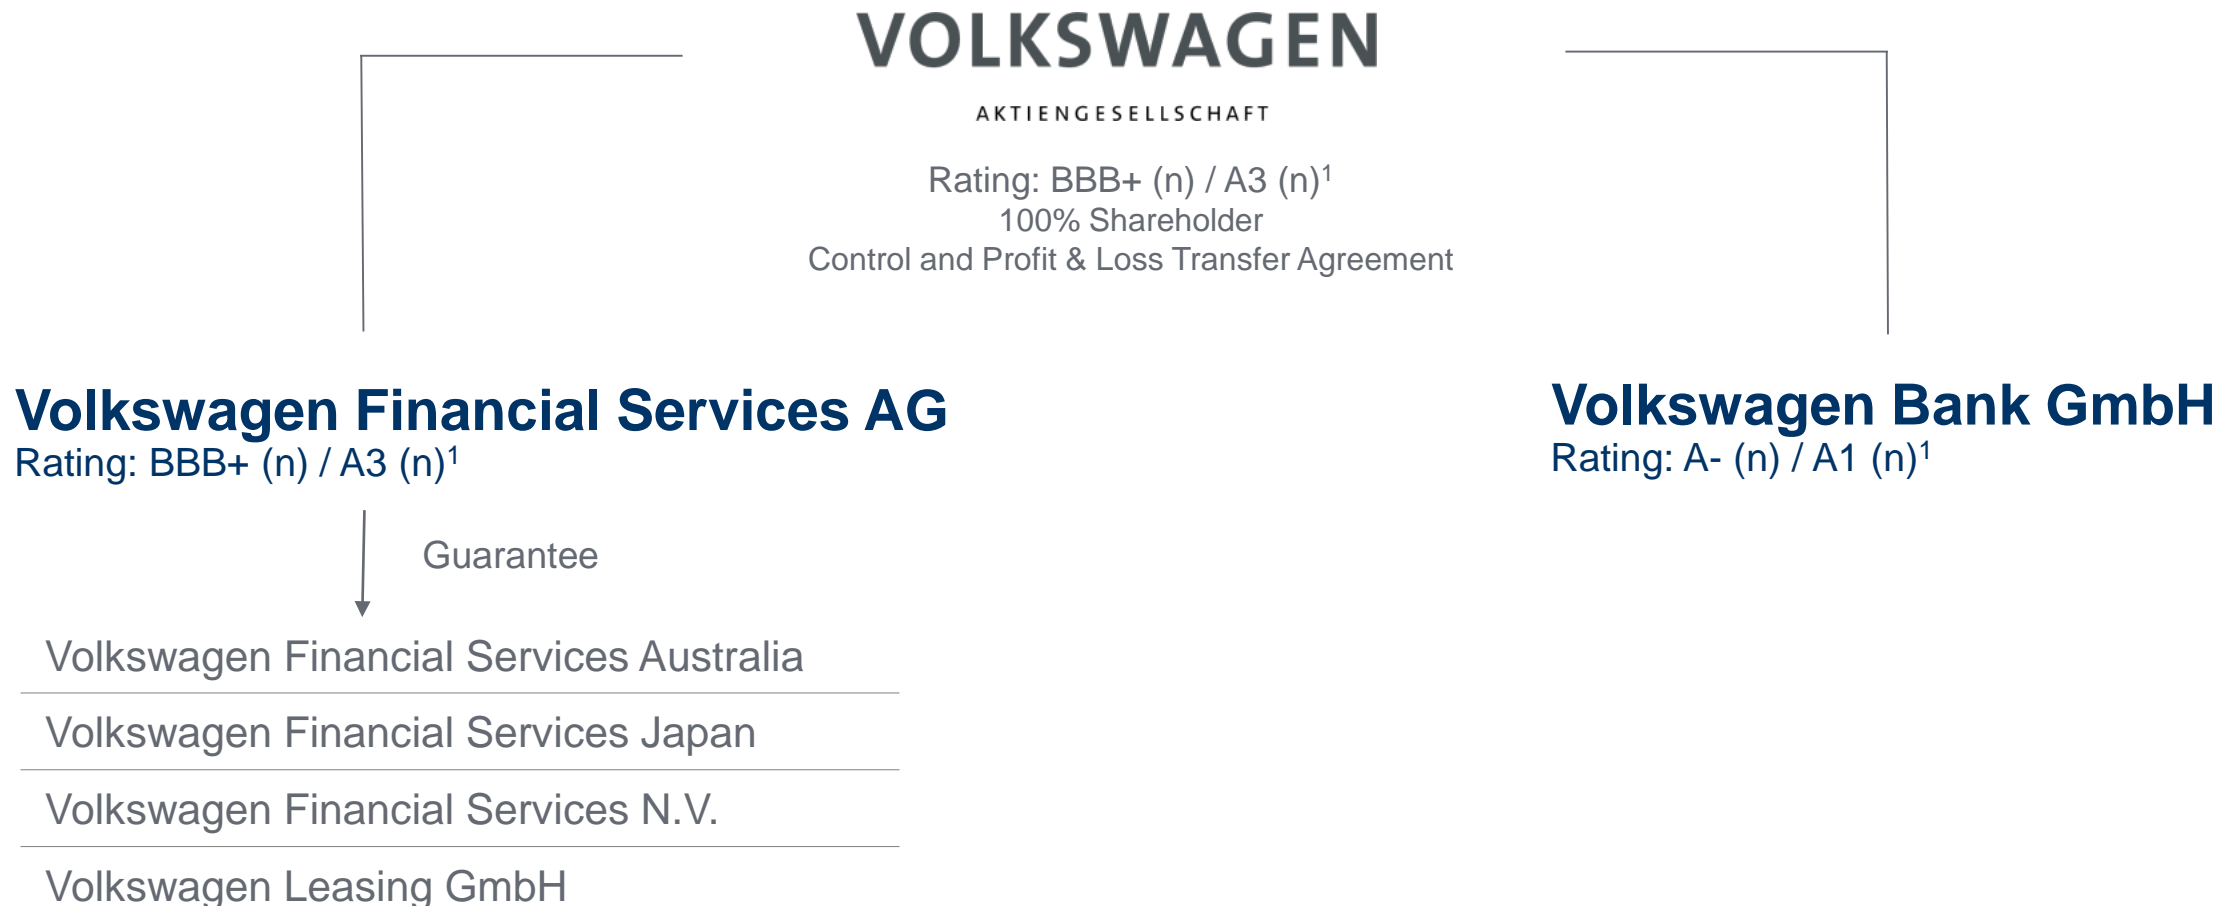 VOLKSWAGEN
AKTIENGESELLSCHAFT
Rating: BBB+ (n) / A3 (n)¹
100% Shareholder
Control and Profit & Loss Transfer Agreement
Volkswagen Financial Services AG
Rating: BBB+ (n) / A3 (n)¹
Guarantee
Volkswagen Financial Services Australia
Volkswagen Financial Services Japan
Volkswagen Financial Services N.V.
Volkswagen Leasing GmbH
Volkswagen Bank GmbH
Rating: A- (n) / A1 (n)¹